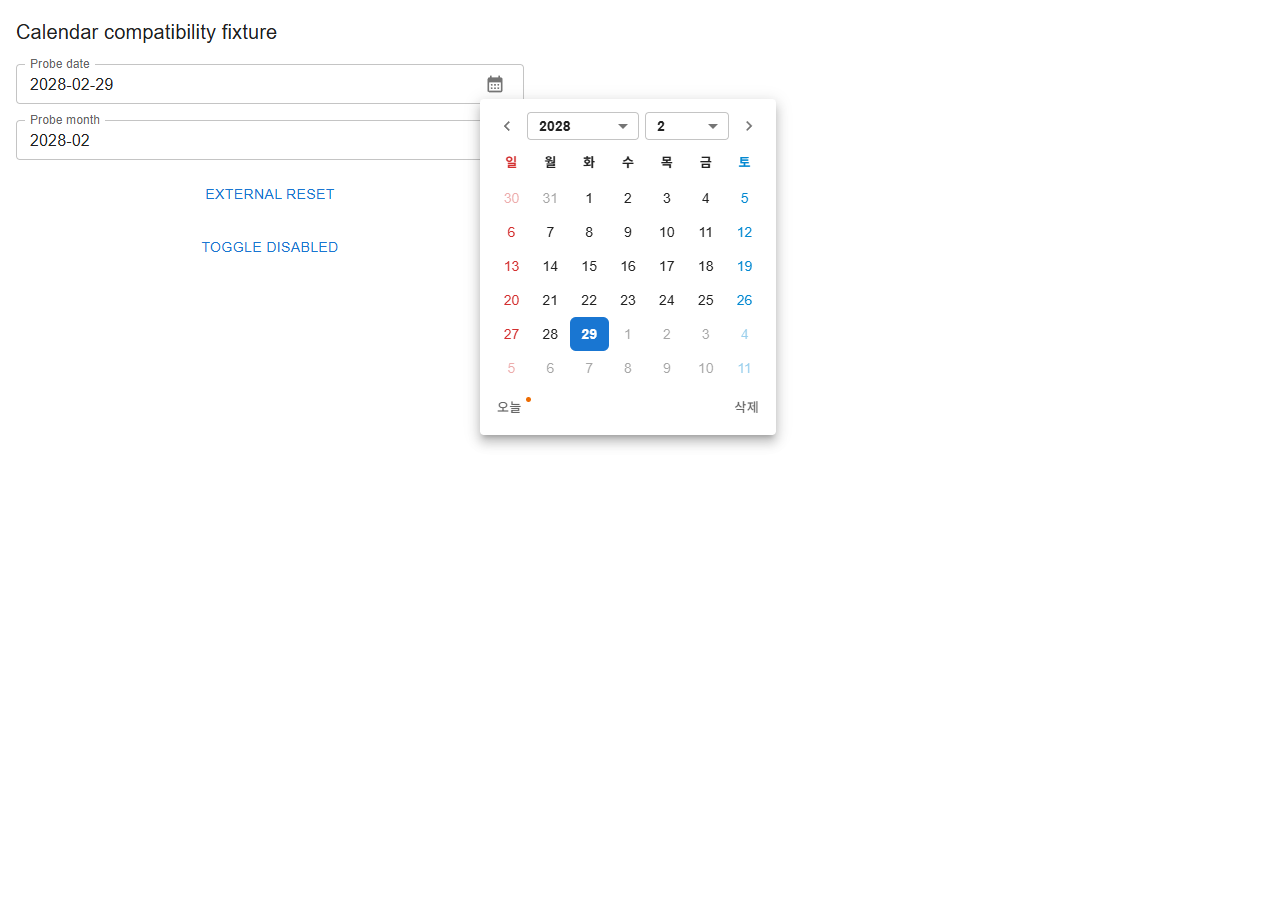 Calendar compatibility fixture
Probe date
2028-02-29
Probe month
2028-02
EXTERNAL RESET
TOGGLE DISABLED
2028 2
일 월 화 수 목 금 토
30 31 1 2 3 4 5
6 7 8 9 10 11 12
13 14 15 16 17 18 19
20 21 22 23 24 25 26
27 28 29 1 2 3 4
5 6 7 8 9 10 11
오늘 삭제